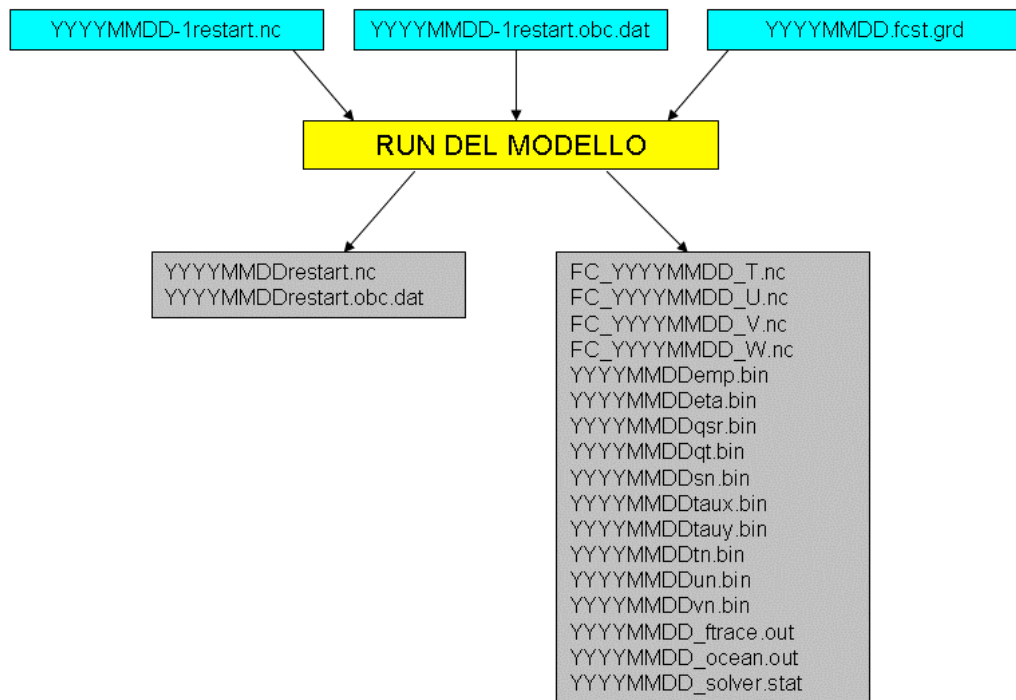 YYYYMMDD-1restart.nc
YYYYMMDD-1restart.obc.dat
YYYYMMDD.fcst.grd
RUN DEL MODELLO
YYYYMMDDrestart.nc
YYYYMMDDrestart.obc.dat
FC_YYYYMMDD_T.nc
FC_YYYYMMDD_U.nc
FC_YYYYMMDD_V.nc
FC_YYYYMMDD_W.nc
YYYYMMDDemp.bin
YYYYMMDDeta.bin
YYYYMMDDqsr.bin
YYYYMMDDqt.bin
YYYYMMDDsn.bin
YYYYMMDDtaux.bin
YYYYMMDDtauy.bin
YYYYMMDDtn.bin
YYYYMMDDun.bin
YYYYMMDDvn.bin
YYYYMMDD_ftrace.out
YYYYMMDD_ocean.out
YYYYMMDD_solver.stat